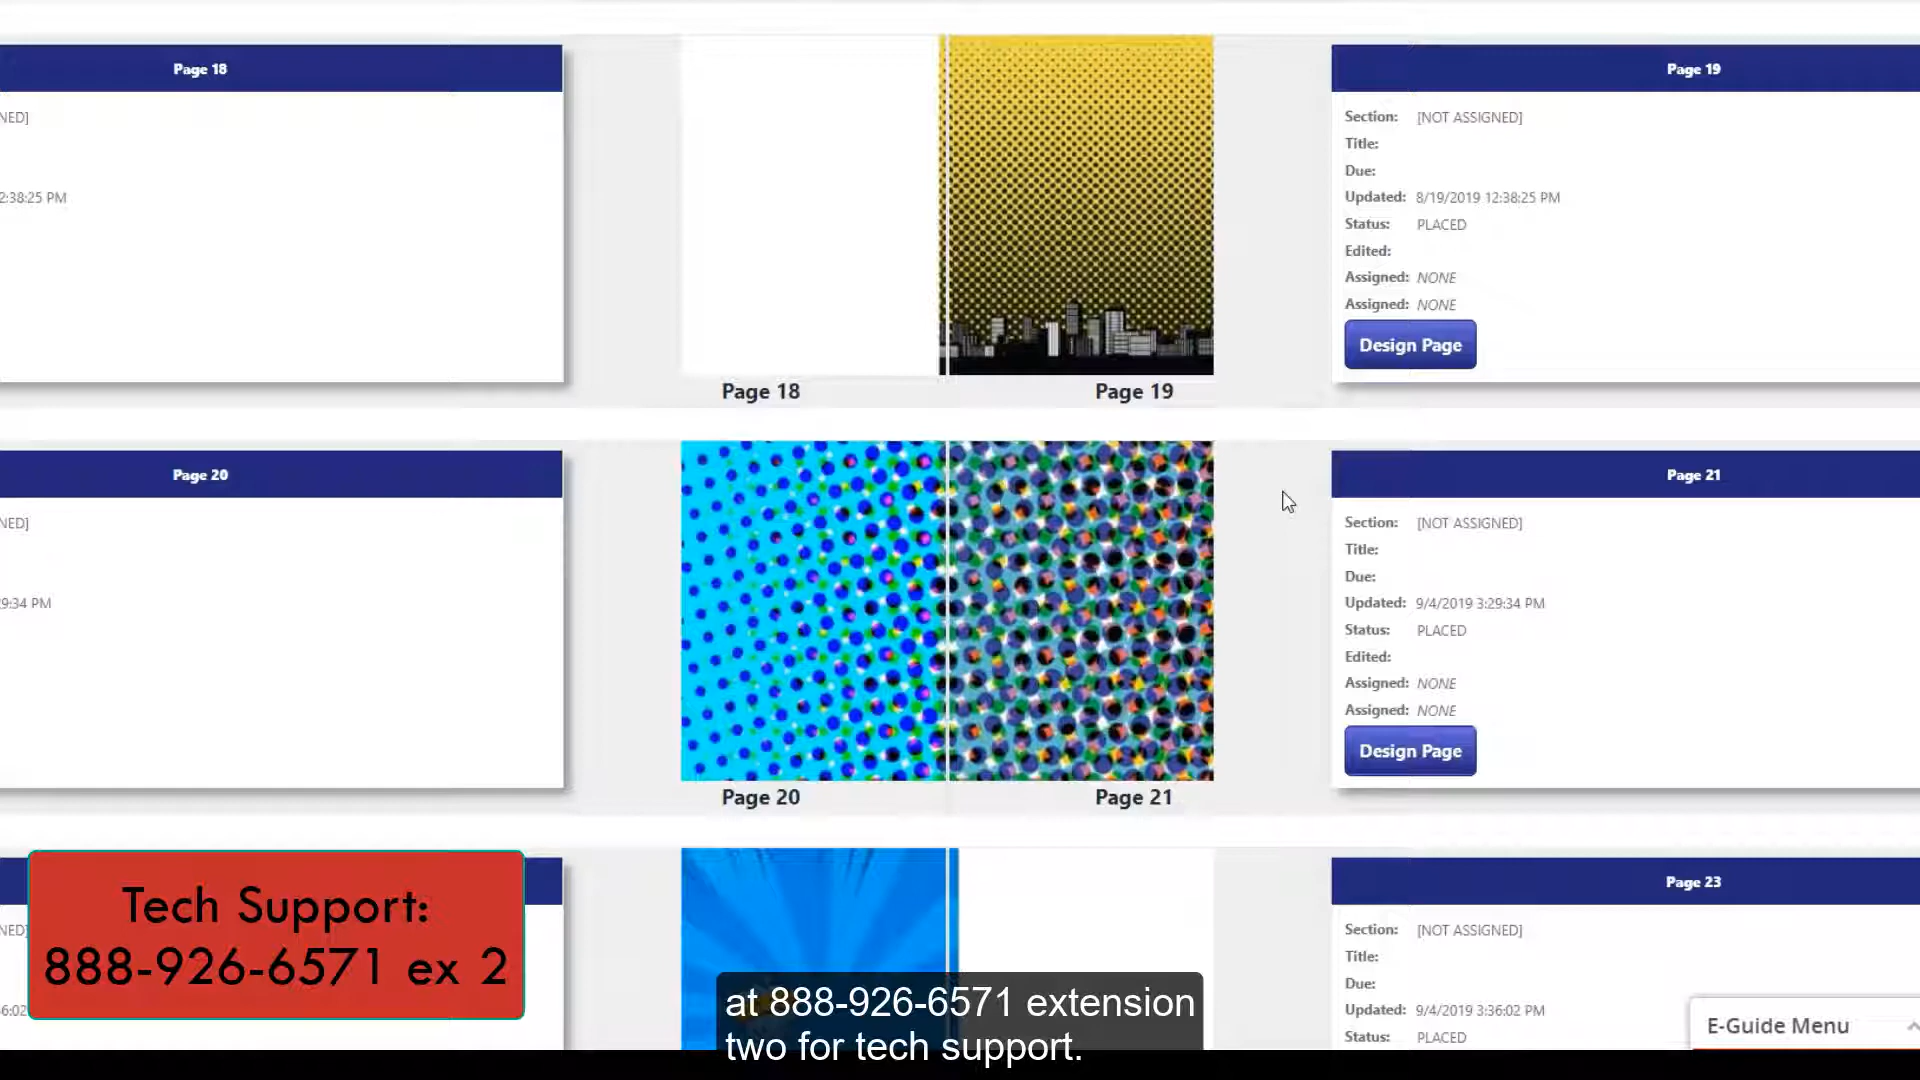 Page 18
NED]
2:38:25 PM
Page 18
Page 19
Page 19
Section: [NOT ASSIGNED]
Title:
Due:
Updated: 8/19/2019 12:38:25 PM
Status: PLACED
Edited:
Assigned: NONE
Assigned: NONE
Design Page
Page 20
NED]
9:34 PM
Page 20
Page 21
Page 21
Section: [NOT ASSIGNED]
Title:
Due:
Updated: 9/4/2019 3:29:34 PM
Status: PLACED
Edited:
Assigned: NONE
Assigned: NONE
Design Page
NED]
6:02
Tech Support:
888-926-6571 ex 2
at 888-926-6571 extension
two for tech support.
Page 23
Section: [NOT ASSIGNED]
Title:
Due:
Updated: 9/4/2019 3:36:02 PM
Status: PLACED
E-Guide Menu